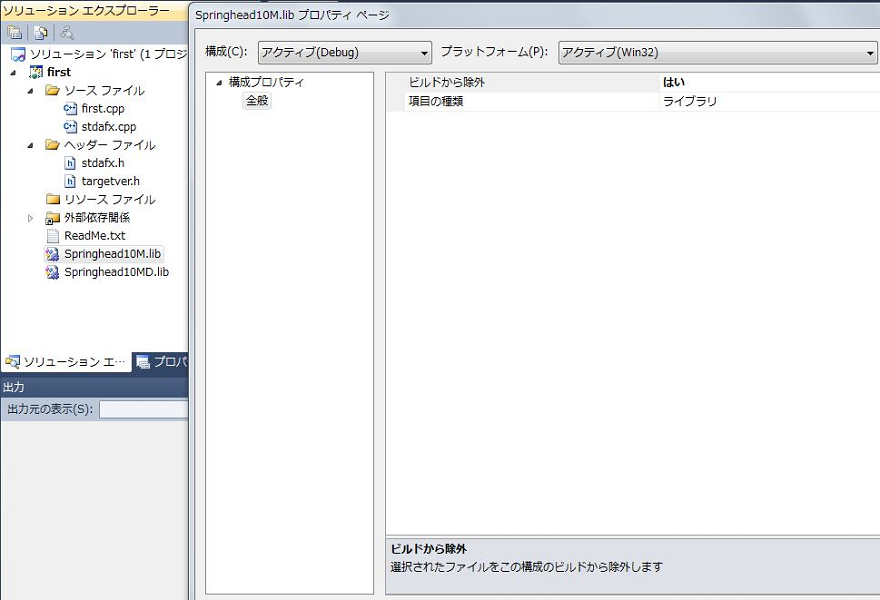 ソリューション エクスプローラー
ソリューション 'first' (1 プロジ
first
ソース ファイル
first.cpp
stdafx.cpp
ヘッダー ファイル
stdafx.h
targetver.h
リソース ファイル
外部依存関係
ReadMe.txt
Springhead10M.lib
Springhead10MD.lib
ソリューション エ…
プロパ
出力
出力元の表示(S):
Springhead10M.lib プロパティ ページ
構成(C): アクティブ(Debug) プラットフォーム(P): アクティブ(Win32)
構成プロパティ
全般
ビルドから除外 はい
項目の種類 ライブラリ
ビルドから除外
選択されたファイルをこの構成のビルドから除外します